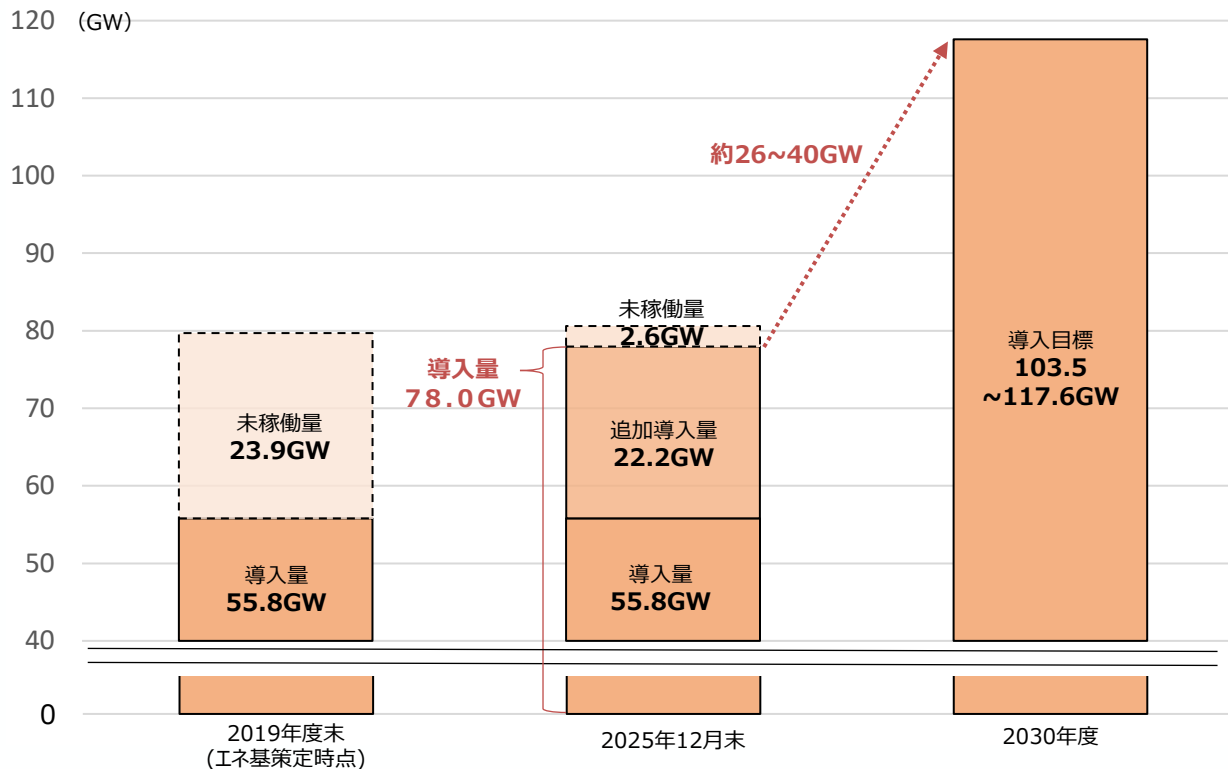 120
(GW)
110
100
90
80
70
60
50
40
0
未稼働量
23.9GW
導入量
55.8GW
2019年度末
(エネ基策定時点)
導入量
78.0GW
未稼働量
2.6GW
追加導入量
22.2GW
導入量
55.8GW
2025年12月末
約26~40GW
導入目標
103.5
~117.6GW
2030年度